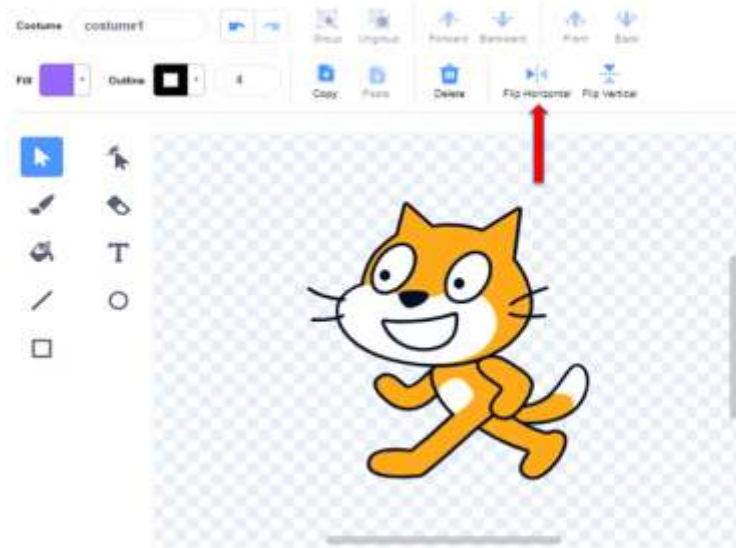 Costume costume1
Group Ungroup Forward Backward Front Back
Fill Outline 4
Copy Paste Delete Flip Horizontal Flip Vertical
T